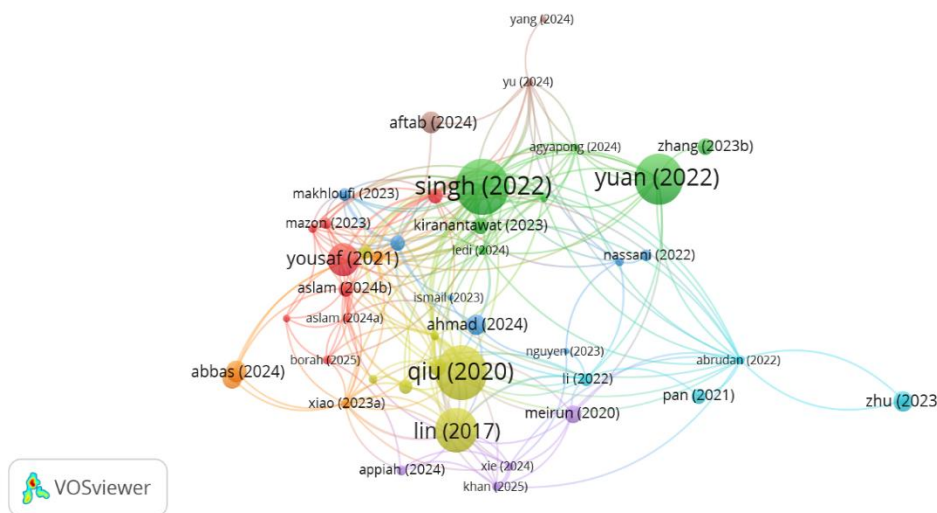 yang (2024)
yu (2024)
aftab (2024)
agyapong (2024)
zhang (2023b)
singh (2022)
yuan (2022)
makhloufi (2023)
mazon (2023)
kiranantawat (2023)
yousaf (2021)
ledi (2024)
nassani (2022)
aslam (2024b)
ismail (2023)
aslam (2024a)
ahmad (2024)
borah (2025)
nguyen (2023)
abrudan (2022)
abbas (2024)
qiu (2020)
li (2022)
xiao (2023a)
pan (2021)
zhu (2023
meirun (2020)
lin (2017)
appiah (2024)
xie (2024)
khan (2025)
VOSviewer